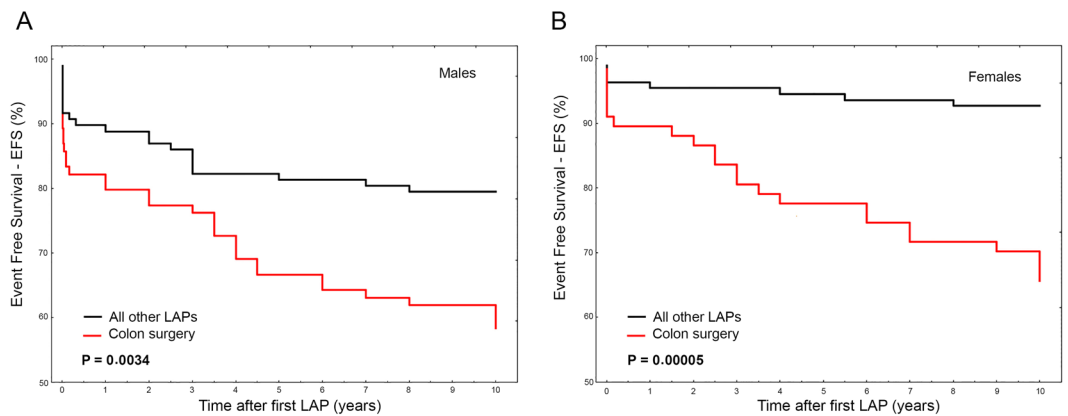 A
Males
Event Free Survival - EFS (%)
100
90
80
70
60
50
All other LAPs
Colon surgery
P = 0.0034
0 1 2 3 4 5 6 7 8 9 10
Time after first LAP (years)
B
Females
Event Free Survival - EFS (%)
100
90
80
70
60
50
All other LAPs
Colon surgery
P = 0.00005
0 1 2 3 4 5 6 7 8 9 10
Time after first LAP (years)